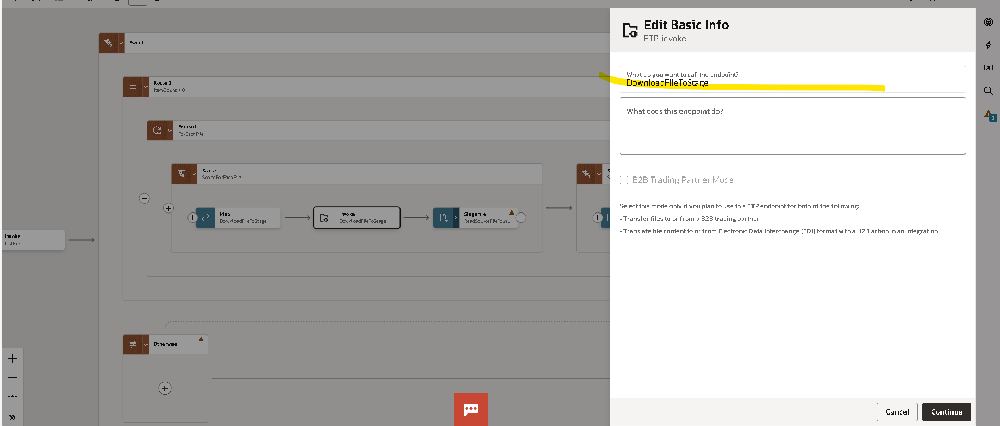 Edit Basic Info
FTP invoke
What do you want to call the endpoint?
DownloadFIleToStage
What does this endpoint do?
B2B Trading Partner Mode
Select this mode only if you plan to use this FTP endpoint for both of the following:
• Transfer files to or from a B2B trading partner
• Translate file content to or from Electronic Data Interchange (EDI) format with a B2B action in an integration
Cancel
Continue
Switch
Route 1
ItemCount > 0
For each
ForEachFile
Scope
ScopeForEachFile
Map
DownloadFIleToStage
Invoke
DownloadFIleToStage
Stage file
ReadSourceFileToSt...
Invoke
ListFile
Otherwise
(x)
2